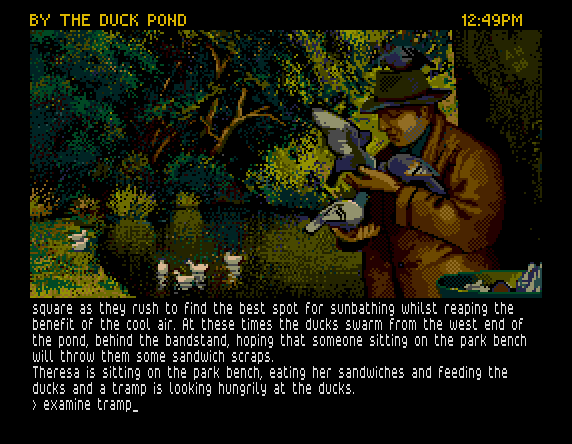 BY THE DUCK POND 12:49PM
square as they rush to find the best spot for sunbathing whilst reaping the
benefit of the cool air. At these times the ducks swarm from the west end of
the pond, behind the bandstand, hoping that someone sitting on the park bench
will throw them some sandwich scraps.
Theresa is sitting on the park bench, eating her sandwiches and feeding the
ducks and a tramp is looking hungrily at the ducks.
> examine tramp_